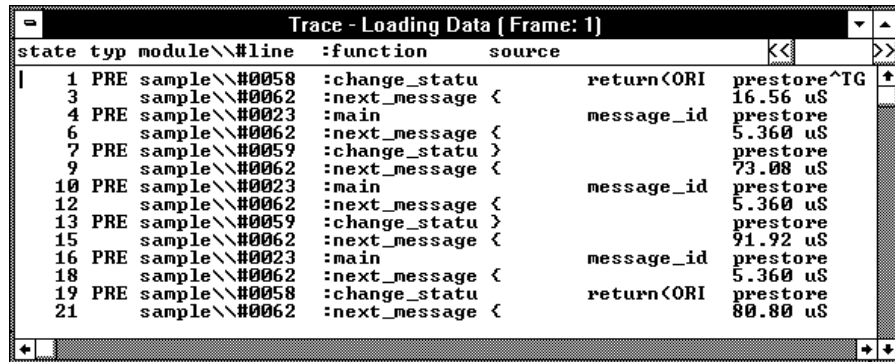 Trace - Loading Data ( Frame: 1)
state typ module\\#line :function source << >>
1 PRE sample\\#0058 :change_statu return(ORI prestore^TG
3 sample\\#0062 :next_message { 16.56 uS
4 PRE sample\\#0023 :main message_id prestore
6 sample\\#0062 :next_message { 5.360 uS
7 PRE sample\\#0059 :change_statu } prestore
9 sample\\#0062 :next_message { 73.08 uS
10 PRE sample\\#0023 :main message_id prestore
12 sample\\#0062 :next_message { 5.360 uS
13 PRE sample\\#0059 :change_statu } prestore
15 sample\\#0062 :next_message { 91.92 uS
16 PRE sample\\#0023 :main message_id prestore
18 sample\\#0062 :next_message { 5.360 uS
19 PRE sample\\#0058 :change_statu return(ORI prestore
21 sample\\#0062 :next_message { 80.80 uS